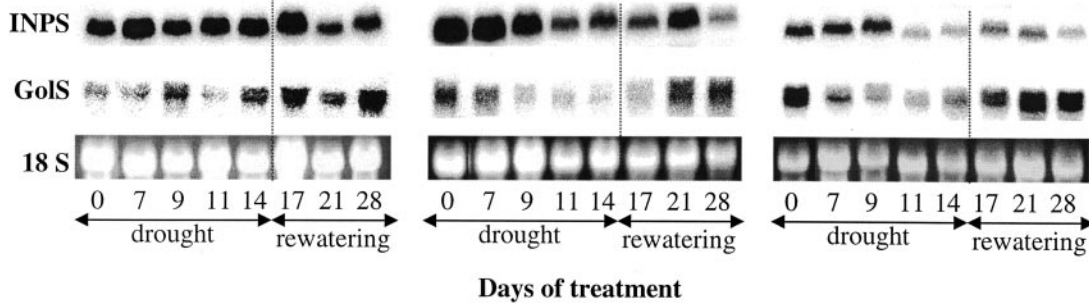 INPS
GolS
18 S
0 7 9 11 14 17 21 28 0 7 9 11 14 17 21 28 0 7 9 11 14 17 21 28
drought rewatering drought rewatering drought rewatering
Days of treatment